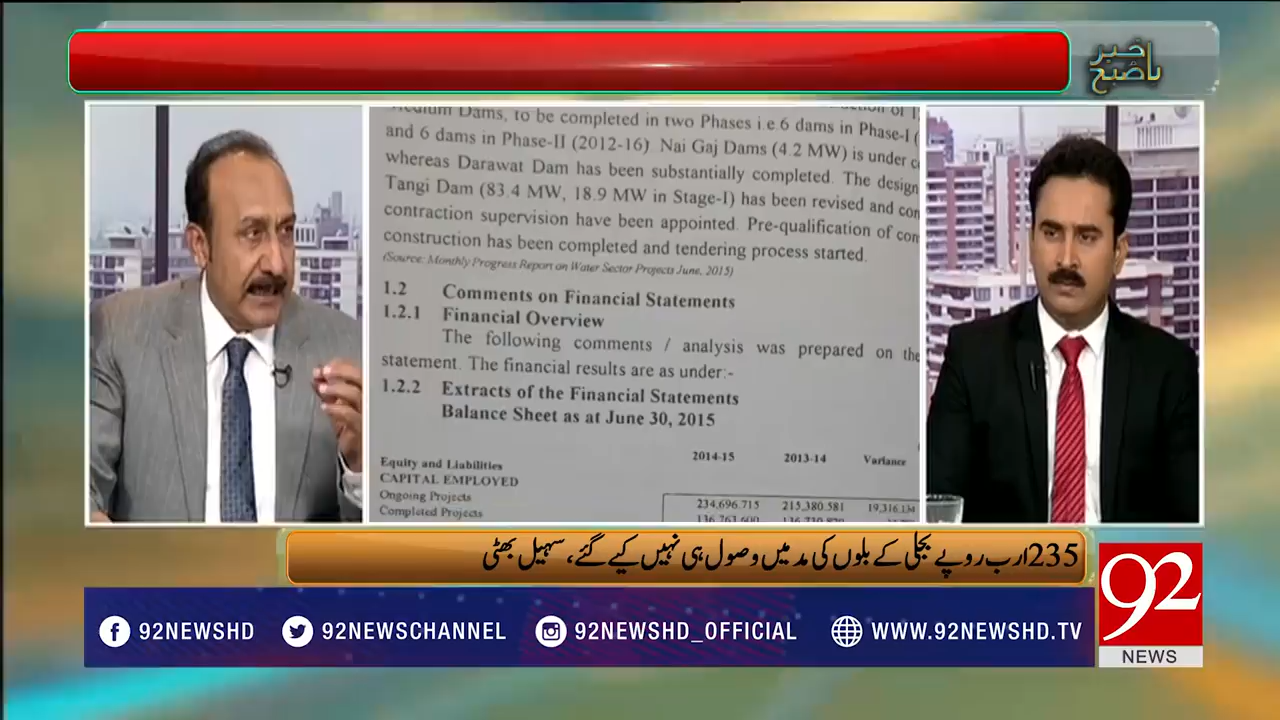 باخبر
صبح
Medium Dams, to be completed in two Phases i.e 6 dams in Phase-I (
and 6 dams in Phase-II (2012-16) Nai Gaj Dams (4.2 MW) is under
whereas Darawat Dam has been substantially completed. The design
Tangi Dam (83.4 MW, 18.9 MW in Stage-I) has been revised and
contraction supervision have been appointed. Pre-qualification of
construction has been completed and tendering process started.
(Source: Monthly Progress Report on Water Sector Projects June, 2015)
1.2 Comments on Financial Statements
1.2.1 Financial Overview
The following comments / analysis was prepared on the
statement. The financial results are as under:-
1.2.2 Extracts of the Financial Statements
Balance Sheet as at June 30, 2015
2014-15 2013-14 Variance
Equity and Liabilities
CAPITAL EMPLOYED
Ongoing Projects 234,696.715 215,380.581 19,316.134
Completed Projects
235 ارب روپے بجلی کے بلوں کی مد میں وصول ہی نہیں کیے گئے، سہیل بھٹی
92NEWSHD 92NEWSCHANNEL 92NEWSHD_OFFICIAL WWW.92NEWSHD.TV
92
NEWS